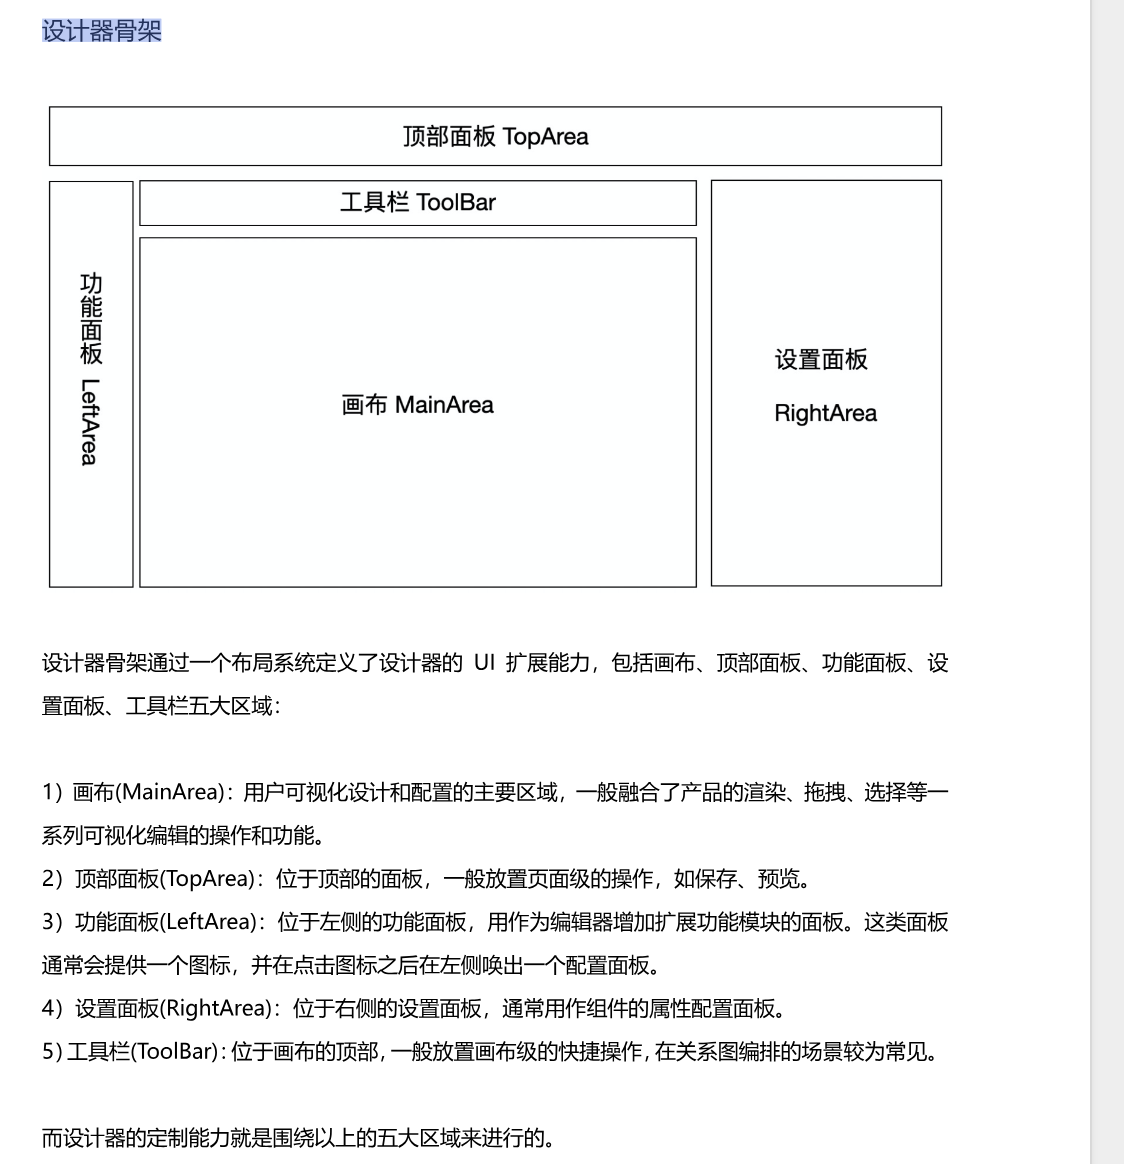 设计器骨架
顶部面板 TopArea
工具栏 ToolBar
功能面板 LeftArea
画布 MainArea
设置面板
RightArea
设计器骨架通过一个布局系统定义了设计器的 UI 扩展能力，包括画布、顶部面板、功能面板、设
置面板、工具栏五大区域：
1）画布(MainArea)：用户可视化设计和配置的主要区域，一般融合了产品的渲染、拖拽、选择等一
系列可视化编辑的操作和功能。
2）顶部面板(TopArea)：位于顶部的面板，一般放置页面级的操作，如保存、预览。
3）功能面板(LeftArea)：位于左侧的功能面板，用作为编辑器增加扩展功能模块的面板。这类面板
通常会提供一个图标，并在点击图标之后在左侧唤出一个配置面板。
4）设置面板(RightArea)：位于右侧的设置面板，通常用作组件的属性配置面板。
5）工具栏(ToolBar)：位于画布的顶部，一般放置画布级的快捷操作，在关系图编排的场景较为常见。
而设计器的定制能力就是围绕以上的五大区域来进行的。